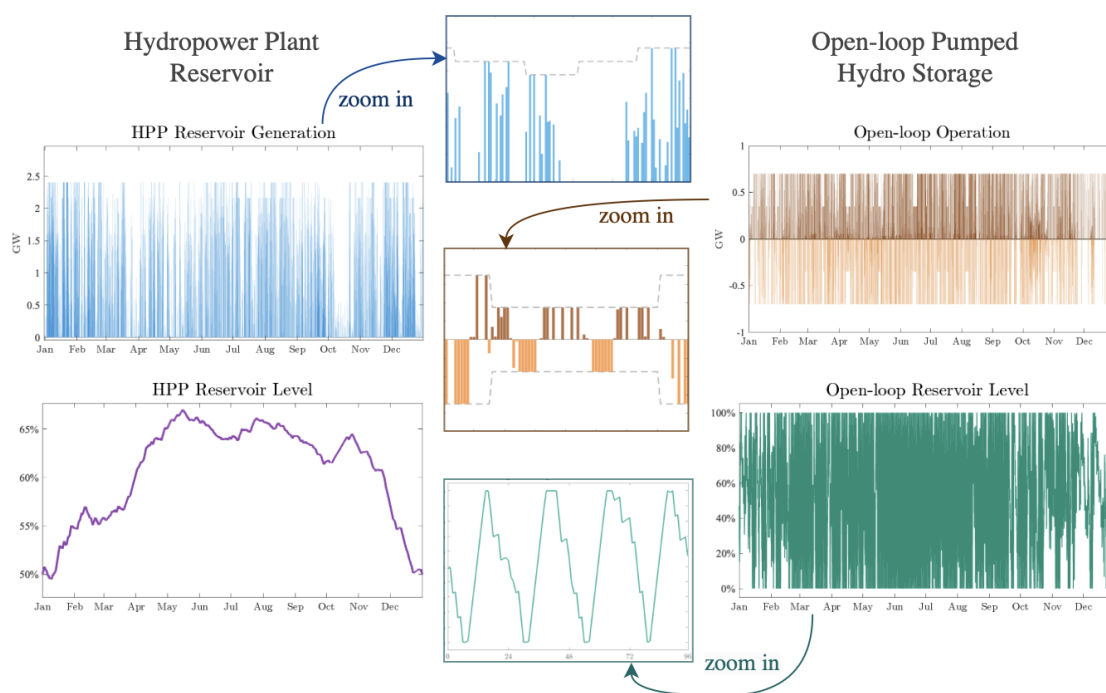 Hydropower Plant
Reservoir
zoom in
Open-loop Pumped
Hydro Storage
HPP Reservoir Generation
GW
2.5
2
1.5
1
0.5
0
Jan Feb Mar Apr May Jun Jul Aug Sep Oct Nov Dec
zoom in
Open-loop Operation
GW
1
0.5
0
-0.5
-1
Jan Feb Mar Apr May Jun Jul Aug Sep Oct Nov Dec
HPP Reservoir Level
65%
60%
55%
50%
Jan Feb Mar Apr May Jun Jul Aug Sep Oct Nov Dec
0 24 48 72 96
Open-loop Reservoir Level
100%
80%
60%
40%
20%
0%
Jan Feb Mar Apr May Jun Jul Aug Sep Oct Nov Dec
zoom in